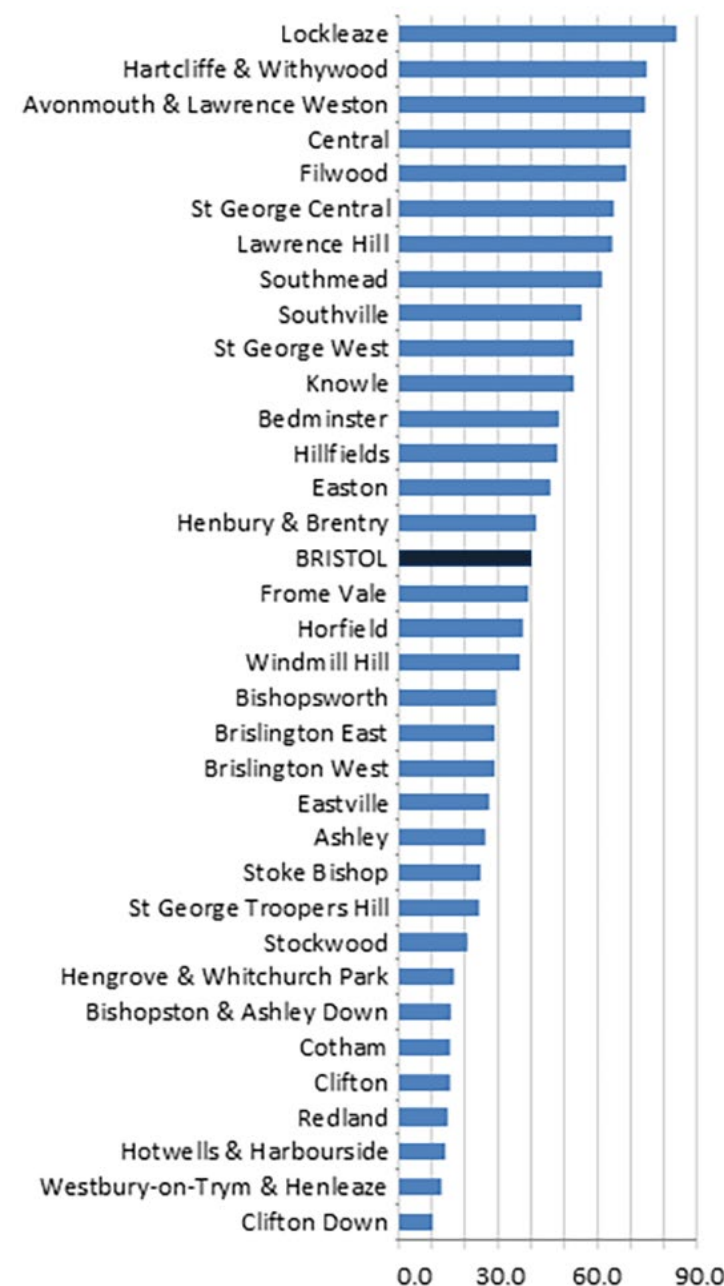 Lockleaze
Hartcliffe & Withywood
Avonmouth & Lawrence Weston
Central
Filwood
St George Central
Lawrence Hill
Southmead
Southville
St George West
Knowle
Bedminster
Hillfields
Easton
Henbury & Brentry
BRISTOL
Frome Vale
Horfield
Windmill Hill
Bishopsworth
Brislington East
Brislington West
Eastville
Ashley
Stoke Bishop
St George Troopers Hill
Stockwood
Hengrove & Whitchurch Park
Bishopston & Ashley Down
Cotham
Clifton
Redland
Hotwells & Harbourside
Westbury-on-Trym & Henleaze
Clifton Down
0.0 30.0 60.0 90.0